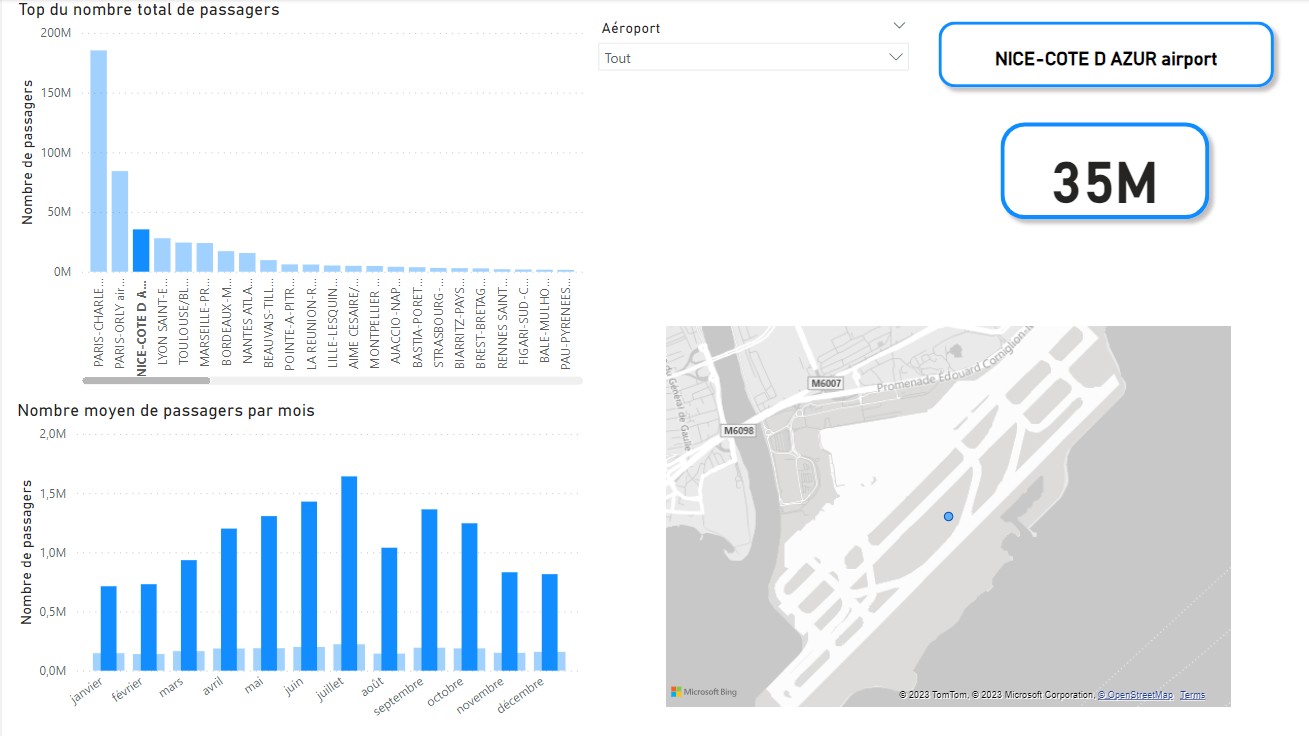 Top du nombre total de passagers
Nombre de passagers
200M
150M
100M
50M
0M
PARIS-CHARLE...
PARIS-ORLY air...
NICE-COTE D A...
LYON SAINT-E...
TOULOUSE/BL...
MARSEILLE-PR...
BORDEAUX-M...
NANTES ATLA...
BEAUVAIS-TILL...
POINTE-A-PITR...
LA REUNION-R...
LILLE-LESQUIN...
AIME CESAIRE/...
MONTPELLIER ...
AJACCIO-NAP...
BASTIA-PORET...
STRASBOURG-...
BIARRITZ-PAYS...
BREST-BRETAG...
RENNES SAINT...
FIGARI-SUD-C...
BALE-MULHO...
PAU-PYRENEES...
Aéroport
Tout
NICE-COTE D AZUR airport
35M
Nombre moyen de passagers par mois
Nombre de passagers
2,0M
1,5M
1,0M
0,5M
0,0M
janvier
février
mars
avril
mai
juin
juillet
août
septembre
octobre
novembre
décembre
M6007
M6098
Promenade Edouard Corniglion-M
du Général de Gaulle
Microsoft Bing
© 2023 TomTom, © 2023 Microsoft Corporation, © OpenStreetMap Terms